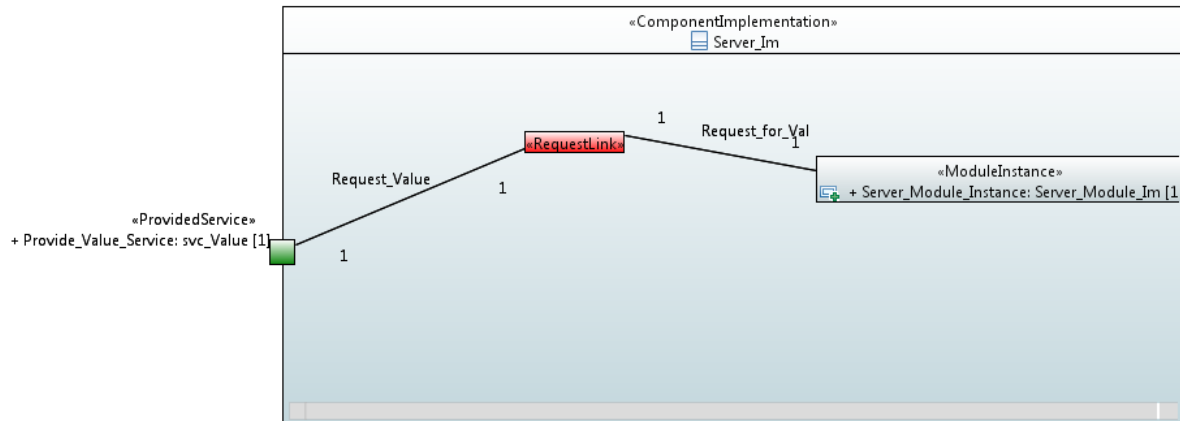 «ComponentImplementation»
Server_Im
1
Request_for_Val
1
«RequestLink»
«ModuleInstance»
+ Server_Module_Instance: Server_Module_Im [1
Request_Value
1
«ProvidedService»
+ Provide_Value_Service: svc_Value [1]
1